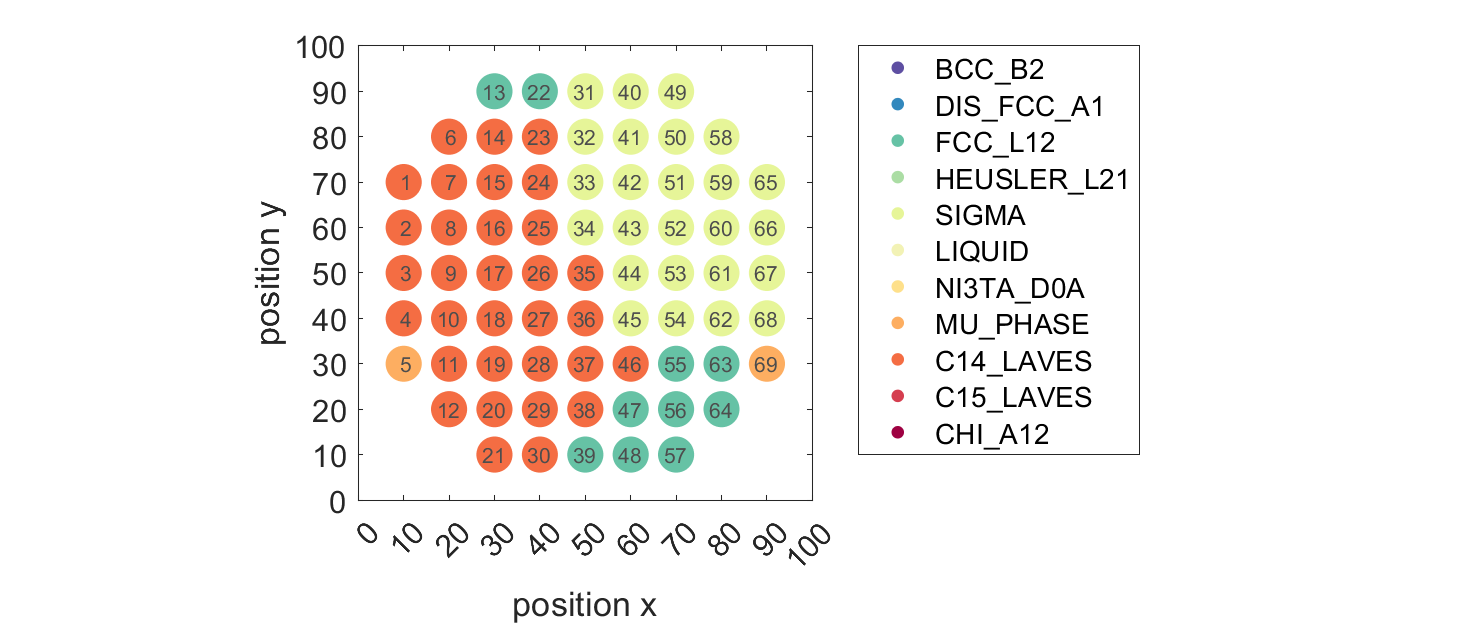 100
90
80
70
60
50
40
30
20
10
0
position y
13 22 31 40 49
6 14 23 32 41 50 58
1 7 15 24 33 42 51 59 65
2 8 16 25 34 43 52 60 66
3 9 17 26 35 44 53 61 67
4 10 18 27 36 45 54 62 68
5 11 19 28 37 46 55 63 69
12 20 29 38 47 56 64
21 30 39 48 57
0 10 20 30 40 50 60 70 80 90 100
position x
BCC_B2
DIS_FCC_A1
FCC_L12
HEUSLER_L21
SIGMA
LIQUID
NI3TA_D0A
MU_PHASE
C14_LAVES
C15_LAVES
CHI_A12